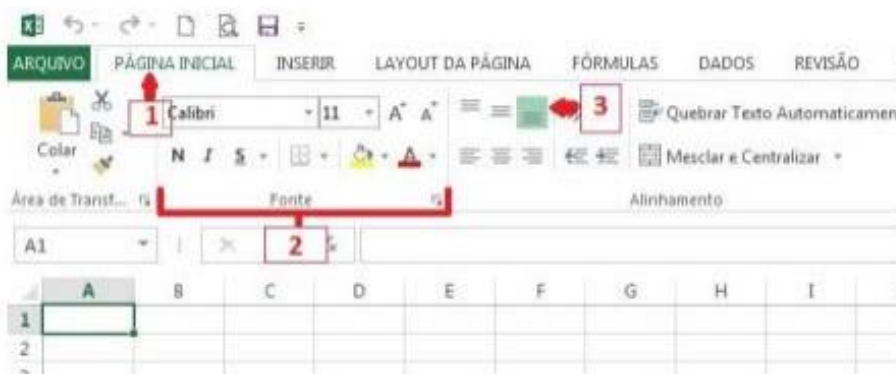 ARQUIVO PÁGINA INICIAL INSERIR LAYOUT DA PÁGINA FÓRMULAS DADOS REVISÃO
1 Calibri 11 A A 3 Quebrar Texto Automaticamen
Colar N I S A Mesclar e Centralizar
Área de Transf... Fonte Alinhamento
A1 2
A B C D E F G H I
1
2